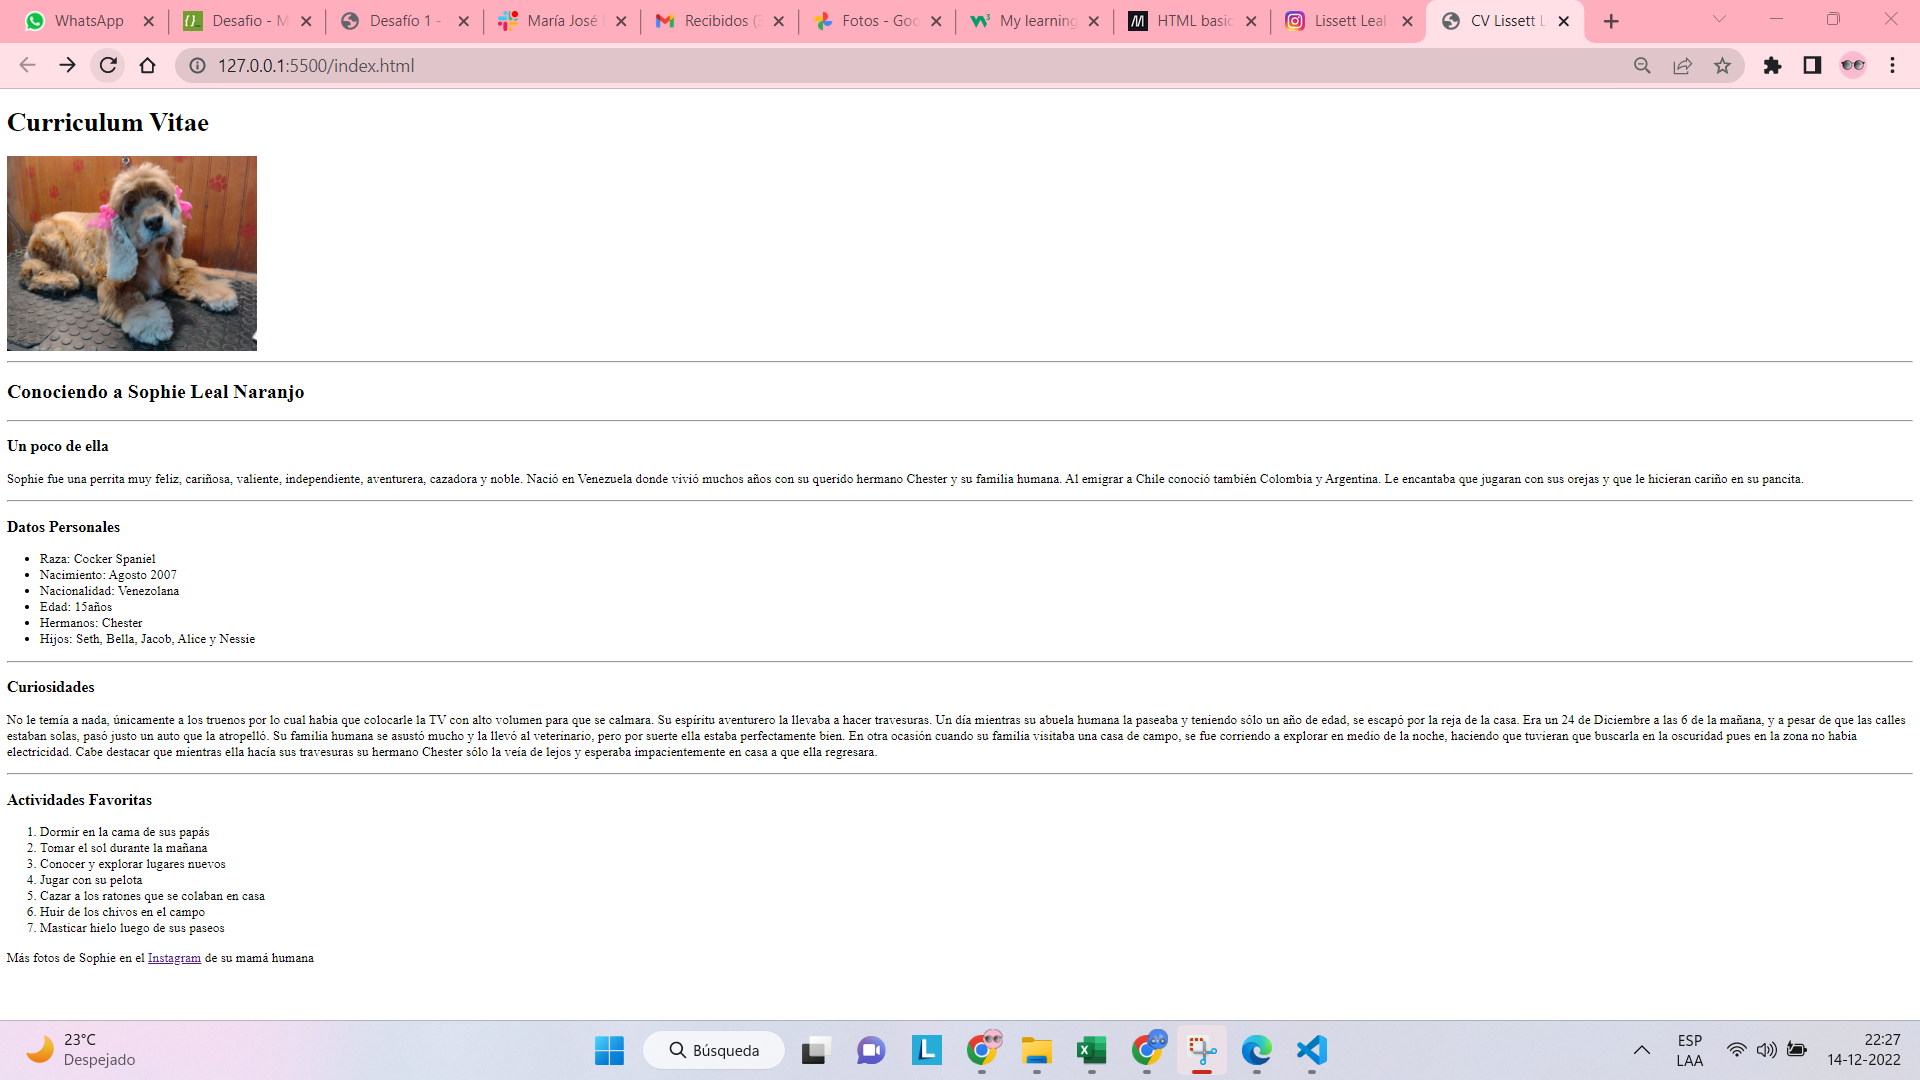 WhatsApp
Desafio - M
Desafío 1 -
María José
Recibidos (
Fotos - Goo
My learning
HTML basic
Lissett Leal
CV Lissett L
127.0.0.1:5500/index.html
Curriculum Vitae
Conociendo a Sophie Leal Naranjo
Un poco de ella
Sophie fue una perrita muy feliz, cariñosa, valiente, independiente, aventurera, cazadora y noble. Nació en Venezuela donde vivió muchos años con su querido hermano Chester y su familia humana. Al emigrar a Chile conoció también Colombia y Argentina. Le encantaba que jugaran con sus orejas y que le hicieran cariño en su pancita.
Datos Personales
• Raza: Cocker Spaniel
• Nacimiento: Agosto 2007
• Nacionalidad: Venezolana
• Edad: 15años
• Hermanos: Chester
• Hijos: Seth, Bella, Jacob, Alice y Nessie
Curiosidades
No le temía a nada, únicamente a los truenos por lo cual habia que colocarle la TV con alto volumen para que se calmara. Su espíritu aventurero la llevaba a hacer travesuras. Un día mientras su abuela humana la paseaba y teniendo sólo un año de edad, se escapó por la reja de la casa. Era un 24 de Diciembre a las 6 de la mañana, y a pesar de que las calles
estaban solas, pasó justo un auto que la atropelló. Su familia humana se asustó mucho y la llevó al veterinario, pero por suerte ella estaba perfectamente bien. En otra ocasión cuando su familia visitaba una casa de campo, se fue corriendo a explorar en medio de la noche, haciendo que tuvieran que buscarla en la oscuridad pues en la zona no habia
electricidad. Cabe destacar que mientras ella hacía sus travesuras su hermano Chester sólo la veía de lejos y esperaba impacientemente en casa a que ella regresara.
Actividades Favoritas
1. Dormir en la cama de sus papás
2. Tomar el sol durante la mañana
3. Conocer y explorar lugares nuevos
4. Jugar con su pelota
5. Cazar a los ratones que se colaban en casa
6. Huir de los chivos en el campo
7. Masticar hielo luego de sus paseos
Más fotos de Sophie en el Instagram de su mamá humana
23°C
Despejado
Búsqueda
ESP
LAA
22:27
14-12-2022